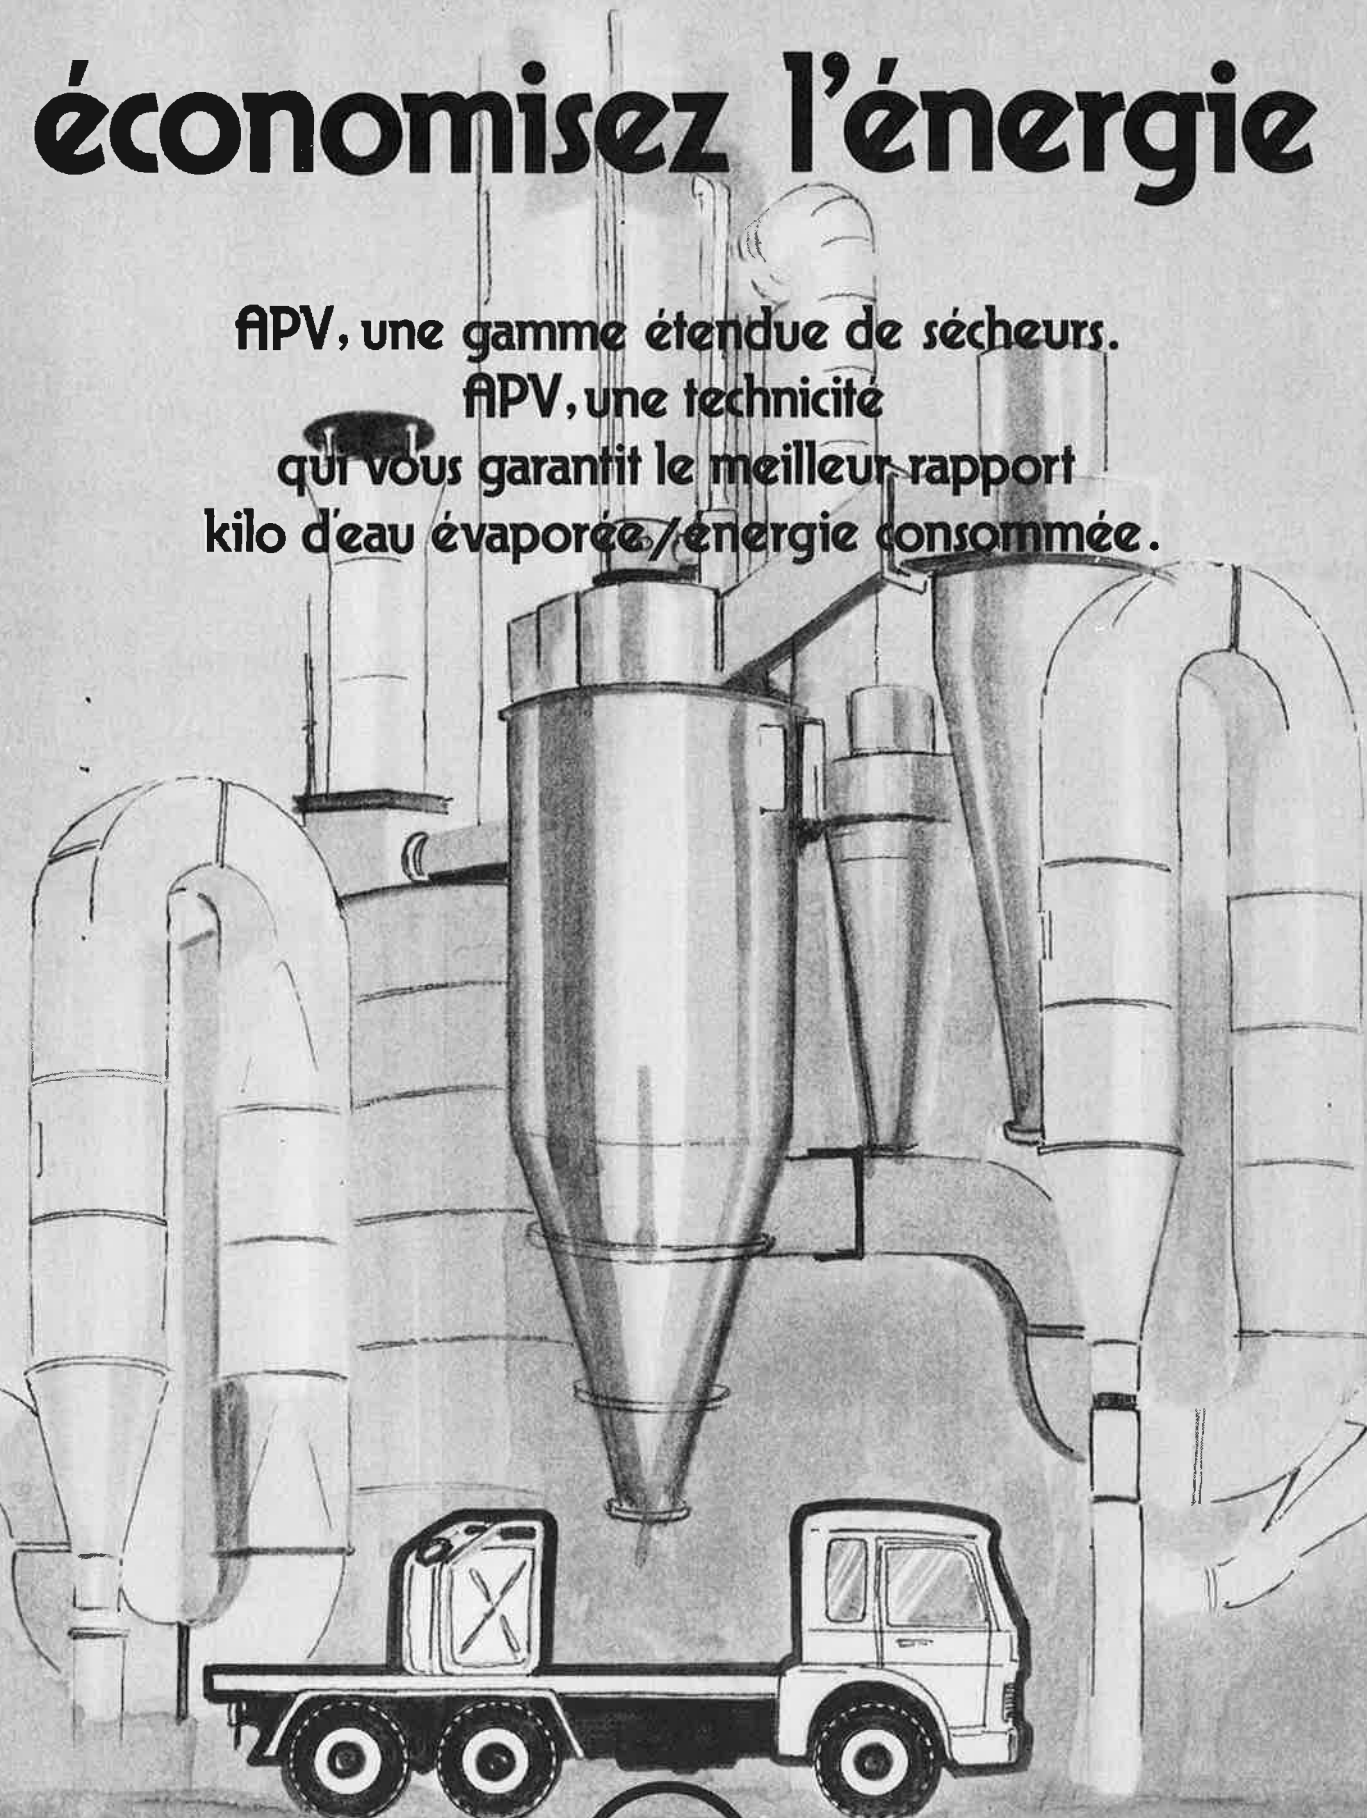 économisez l'énergie
APV, une gamme étendue de sécheurs.
APV, une technicité
qui vous garantit le meilleur rapport
kilo d'eau évaporée/énergie consommée.